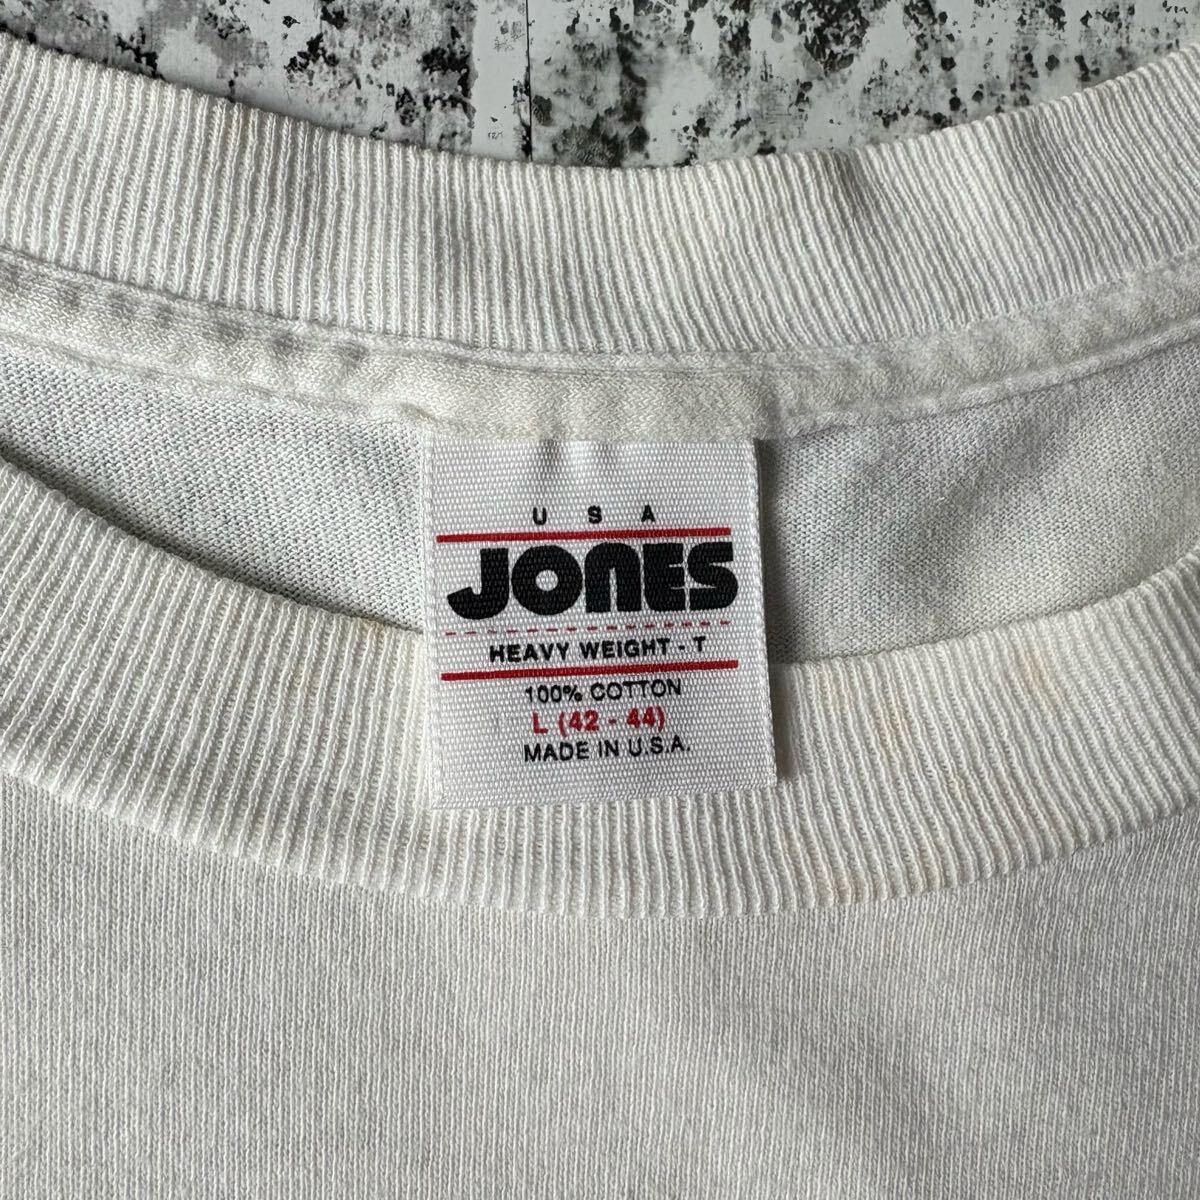 U S A
JONES
HEAVY WEIGHT - T
100% COTTON
L (42 - 44)
MADE IN U.S.A.